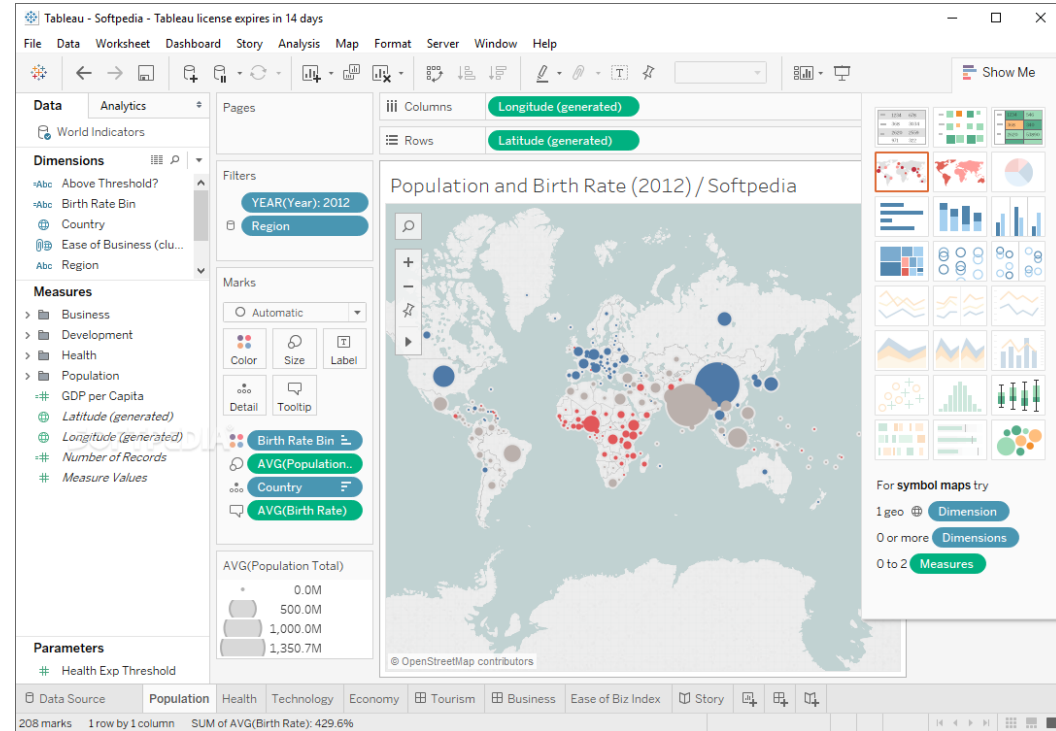 Tableau - Softpedia - Tableau license expires in 14 days
File Data Worksheet Dashboard Story Analysis Map Format Server Window Help
Show Me
Data Analytics
World Indicators
Dimensions
Abc Above Threshold?
Abc Birth Rate Bin
Country
Ease of Business (clu...
Abc Region
Measures
Business
Development
Health
Population
GDP per Capita
Latitude (generated)
Longitude (generated)
Number of Records
Measure Values
Parameters
Health Exp Threshold
Pages
Filters
YEAR(Year): 2012
Region
Marks
Automatic
Color Size Label
Detail Tooltip
Birth Rate Bin
AVG(Population..
Country
AVG(Birth Rate)
AVG(Population Total)
0.0M
500.0M
1,000.0M
1,350.7M
Columns Longitude (generated)
Rows Latitude (generated)
Population and Birth Rate (2012) / Softpedia
© OpenStreetMap contributors
For symbol maps try
1 geo Dimension
0 or more Dimensions
0 to 2 Measures
Data Source Population Health Technology Economy Tourism Business Ease of Biz Index Story
208 marks 1 row by 1 column SUM of AVG(Birth Rate): 429.6%